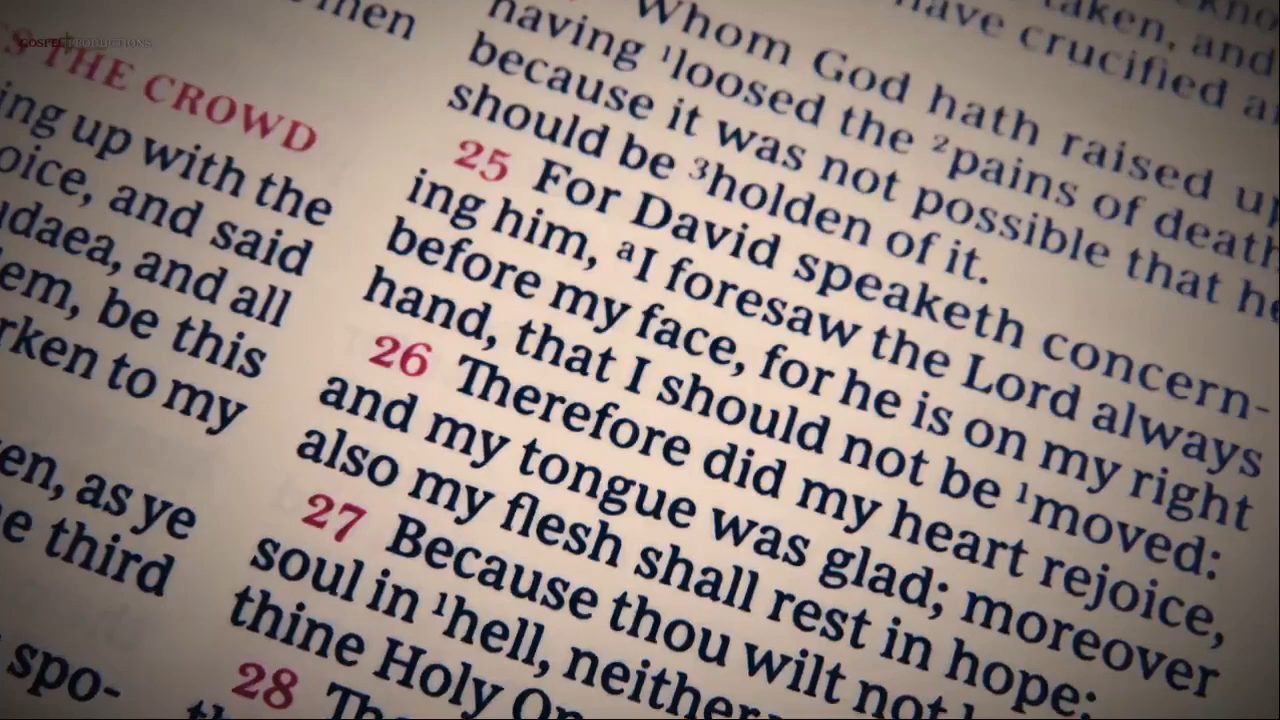 GOSPEL PRODUCTIONS
men
THE CROWD
ing up with the
oice, and said
daea, and all
em, be this
rken to my
en, as ye
e third
spo-
taken, and
have crucified
Whom God hath raised up
having ¹loosed the ²pains of death
because it was not possible that he
should be ³holden of it.
25 For David speaketh concern-
ing him, ᵃI foresaw the Lord always
before my face, for he is on my right
hand, that I should not be ¹moved:
26 Therefore did my heart rejoice,
and my tongue was glad; moreover
also my flesh shall rest in hope:
27 Because thou wilt not
soul in ¹hell, neither
thine Holy On
28